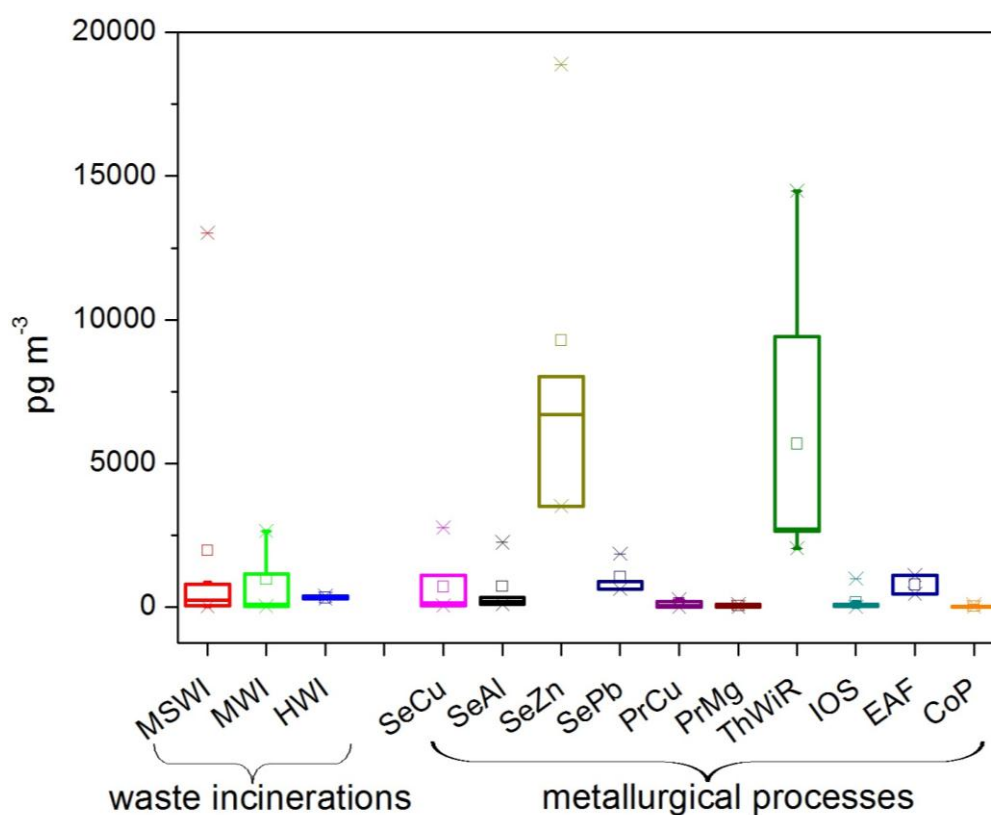 20000
15000
10000
5000
0
pg m⁻³
MSWI
MWI
HWI
SeCu
SeAl
SeZn
SePb
PrCu
PrMg
ThWiR
IOS
EAF
CoP
waste incinerations
metallurgical processes